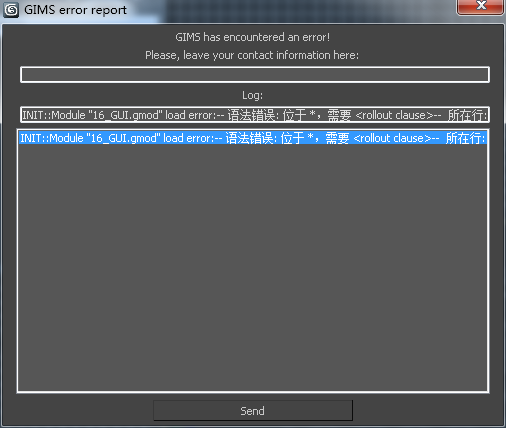 GIMS error report
GIMS has encountered an error!
Please, leave your contact information here:
Log:
INIT::Module "16_GUI.gmod" load error:-- 语法错误: 位于 *，需要 <rollout clause>-- 所在行:
INIT::Module "16_GUI.gmod" load error:-- 语法错误: 位于 *，需要 <rollout clause>-- 所在行:
Send